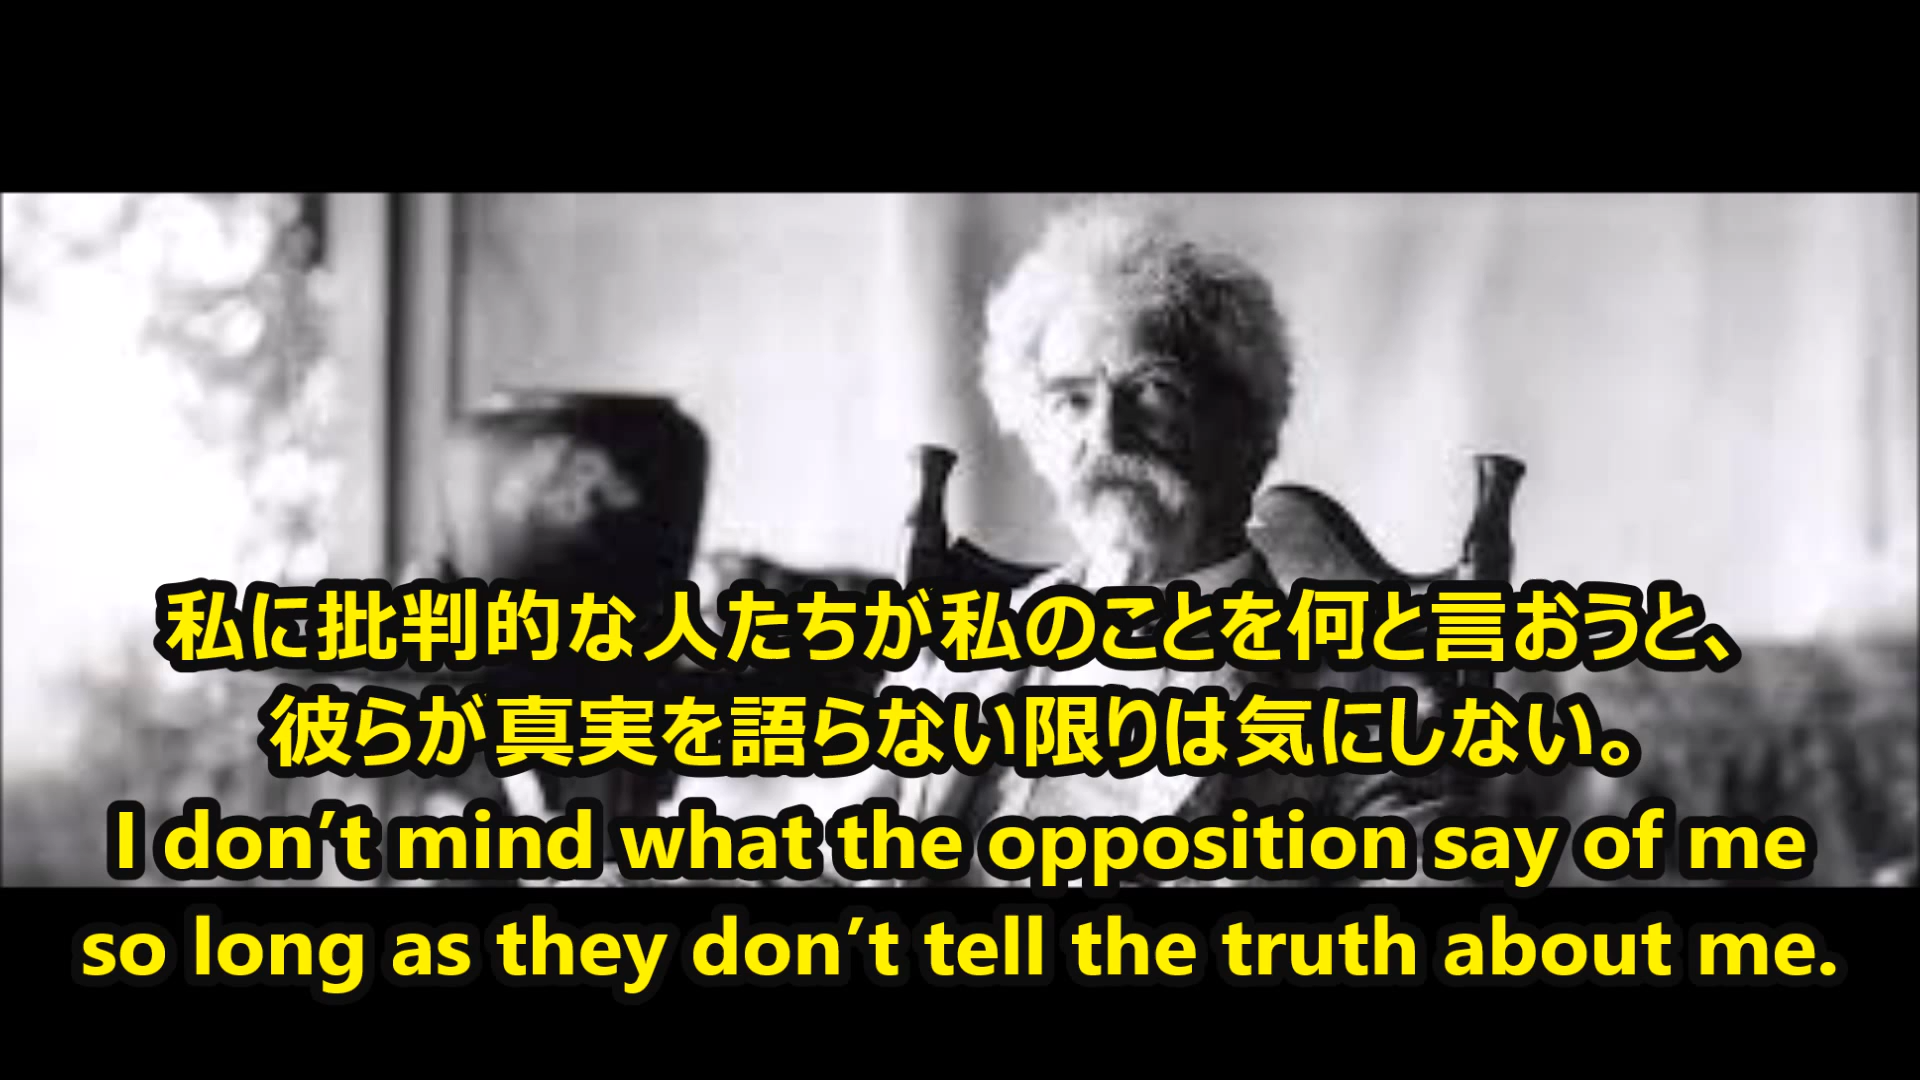 私に批判的な人たちが私のことを何と言おうと、
彼らが真実を語らない限りは気にしない。
I don't mind what the opposition say of me
so long as they don't tell the truth about me.